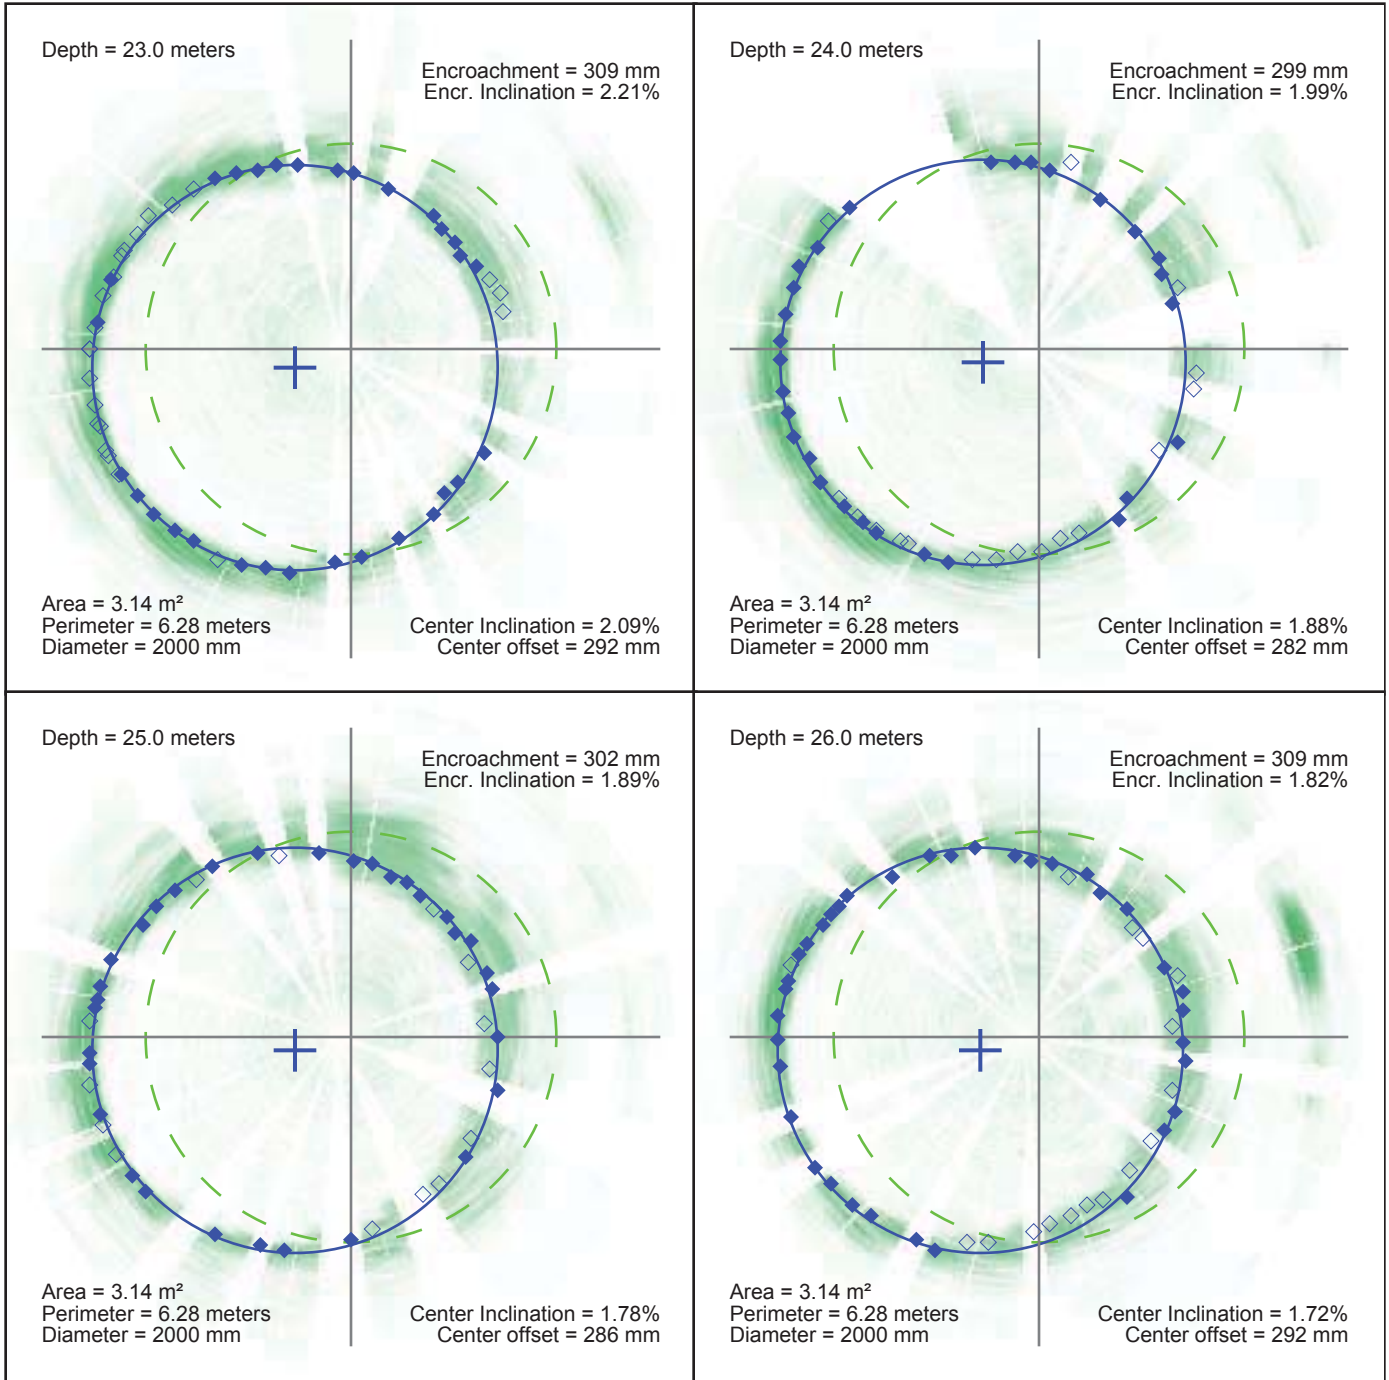 Depth = 23.0 meters
Encroachment = 309 mm
Encr. Inclination = 2.21%
Area = 3.14 m²
Perimeter = 6.28 meters
Diameter = 2000 mm
Center Inclination = 2.09%
Center offset = 292 mm
Depth = 24.0 meters
Encroachment = 299 mm
Encr. Inclination = 1.99%
Area = 3.14 m²
Perimeter = 6.28 meters
Diameter = 2000 mm
Center Inclination = 1.88%
Center offset = 282 mm
Depth = 25.0 meters
Encroachment = 302 mm
Encr. Inclination = 1.89%
Area = 3.14 m²
Perimeter = 6.28 meters
Diameter = 2000 mm
Center Inclination = 1.78%
Center offset = 286 mm
Depth = 26.0 meters
Encroachment = 309 mm
Encr. Inclination = 1.82%
Area = 3.14 m²
Perimeter = 6.28 meters
Diameter = 2000 mm
Center Inclination = 1.72%
Center offset = 292 mm